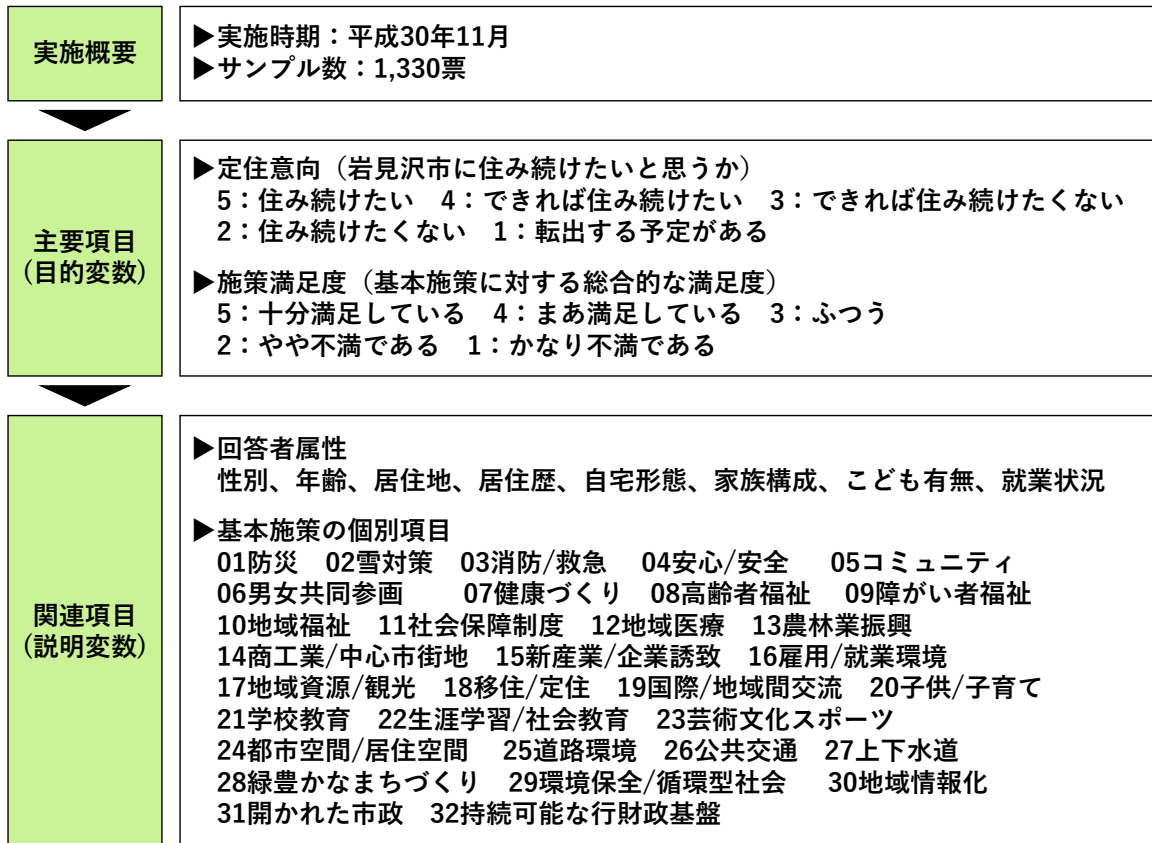 実施概要
▶実施時期：平成30年11月
▶サンプル数：1,330票
主要項目
(目的変数)
▶定住意向（岩見沢市に住み続けたいと思うか）
5：住み続けたい　4：できれば住み続けたい　3：できれば住み続けたくない
2：住み続けたくない　1：転出する予定がある
▶施策満足度（基本施策に対する総合的な満足度）
5：十分満足している　4：まあ満足している　3：ふつう
2：やや不満である　1：かなり不満である
関連項目
(説明変数)
▶回答者属性
性別、年齢、居住地、居住歴、自宅形態、家族構成、こども有無、就業状況
▶基本施策の個別項目
01防災　02雪対策　03消防/救急　04安心/安全　05コミュニティ
06男女共同参画　07健康づくり　08高齢者福祉　09障がい者福祉
10地域福祉　11社会保障制度　12地域医療　13農林業振興
14商工業/中心市街地　15新産業/企業誘致　16雇用/就業環境
17地域資源/観光　18移住/定住　19国際/地域間交流　20子供/子育て
21学校教育　22生涯学習/社会教育　23芸術文化スポーツ
24都市空間/居住空間　25道路環境　26公共交通　27上下水道
28緑豊かなまちづくり　29環境保全/循環型社会　30地域情報化
31開かれた市政　32持続可能な行財政基盤